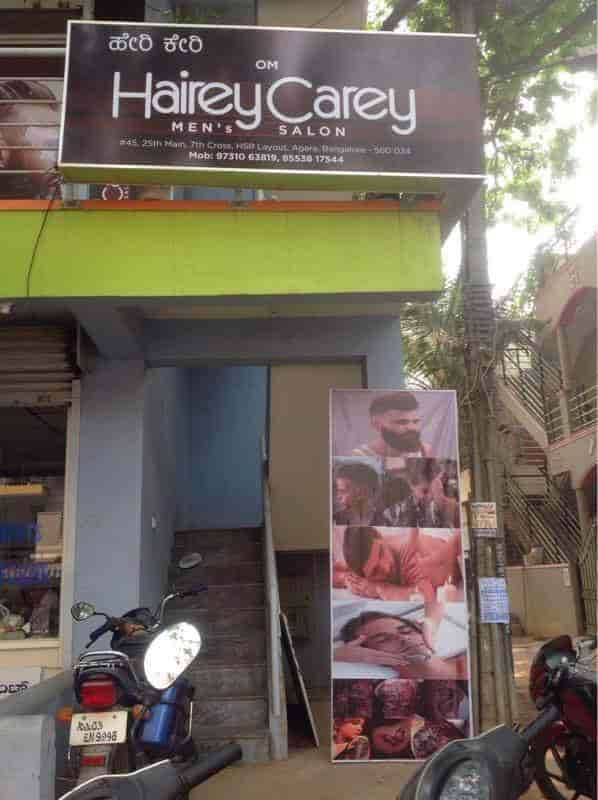 ಹೇರಿ ಕೇರಿ
OM
Hairey Carey
MEN's SALON
#45, 25th Main, 7th Cross, HSR Layout, Agara, Bangalore - 560 034
Mob: 97310 63819, 85538 17544